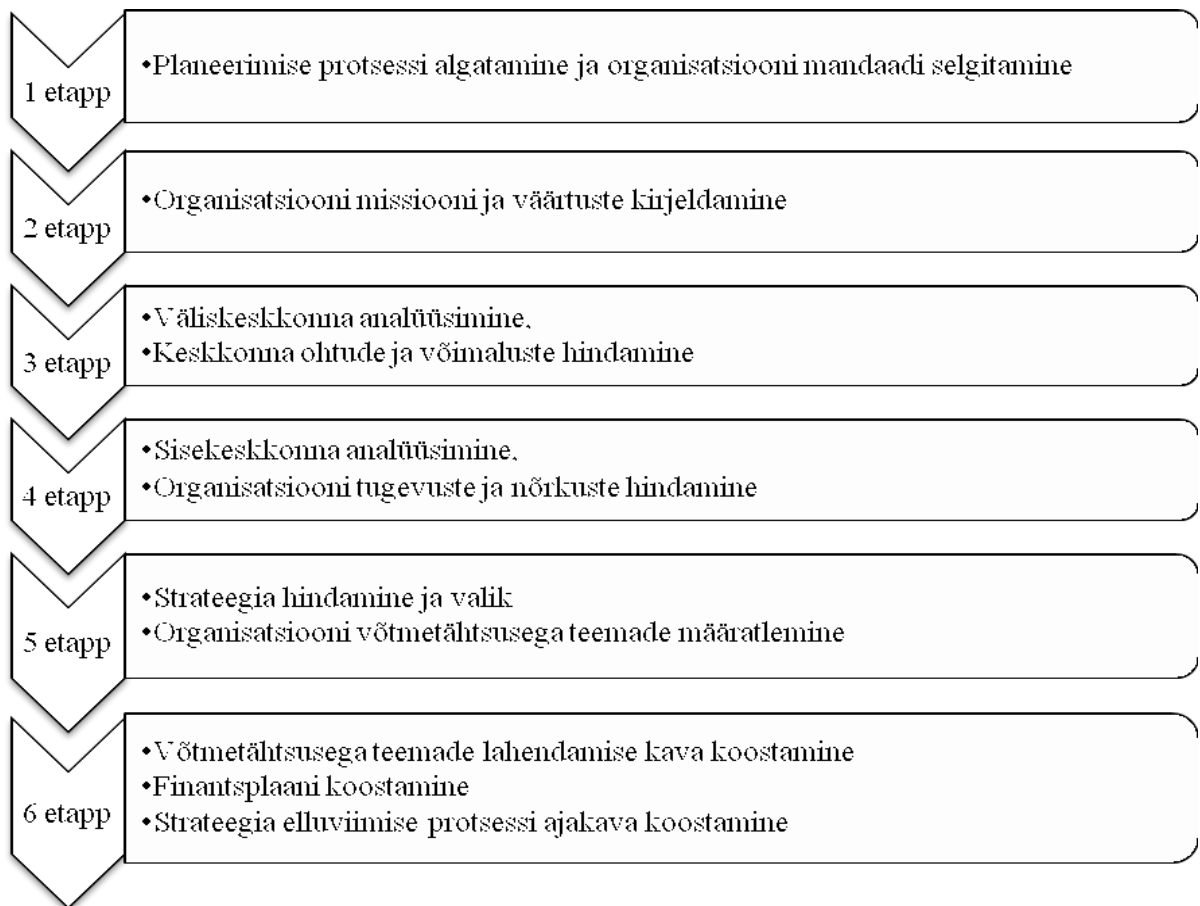 1 etapp
•Planeerimise protsessi algatamine ja organisatsiooni mandaadi selgitamine
2 etapp
•Organisatsiooni missiooni ja väärtuste kirjeldamine
3 etapp
•Väliskeskkonna analüüsimine,
•Keskkonna ohtude ja võimaluste hindamine
4 etapp
•Sisekeskkonna analüüsimine,
•Organisatsiooni tugevuste ja nõrkuste hindamine
5 etapp
•Strateegia hindamine ja valik
•Organisatsiooni võtmetähtsusega teemade määratlemine
6 etapp
•Võtmetähtsusega teemade lahendamise kava koostamine
•Finantsplaani koostamine
•Strateegia elluviimise protsessi ajakava koostamine